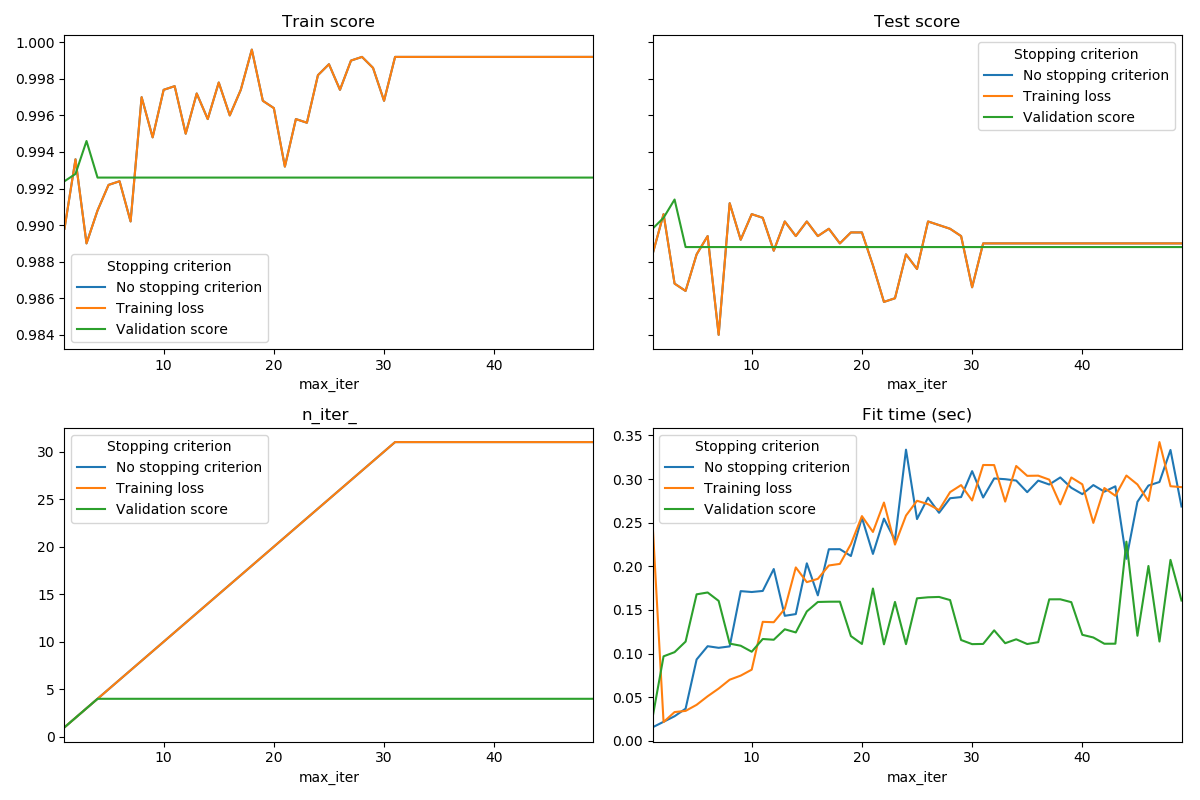 Train score
1.000
0.998
0.996
0.994
0.992
0.990
0.988
0.986
0.984
Stopping criterion
No stopping criterion
Training loss
Validation score
10 20 30 40
max_iter
Test score
Stopping criterion
No stopping criterion
Training loss
Validation score
10 20 30 40
max_iter
n_iter_
30
25
20
15
10
5
0
Stopping criterion
No stopping criterion
Training loss
Validation score
10 20 30 40
max_iter
Fit time (sec)
0.35
0.30
0.25
0.20
0.15
0.10
0.05
0.00
Stopping criterion
No stopping criterion
Training loss
Validation score
10 20 30 40
max_iter